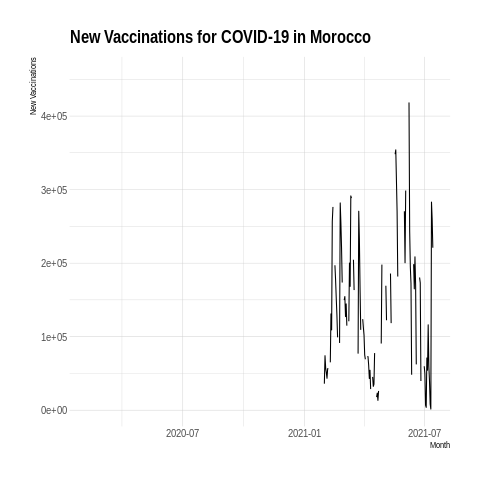 New Vaccinations for COVID-19 in Morocco
New Vaccinations
4e+05
3e+05
2e+05
1e+05
0e+00
2020-07 2021-01 2021-07
Month